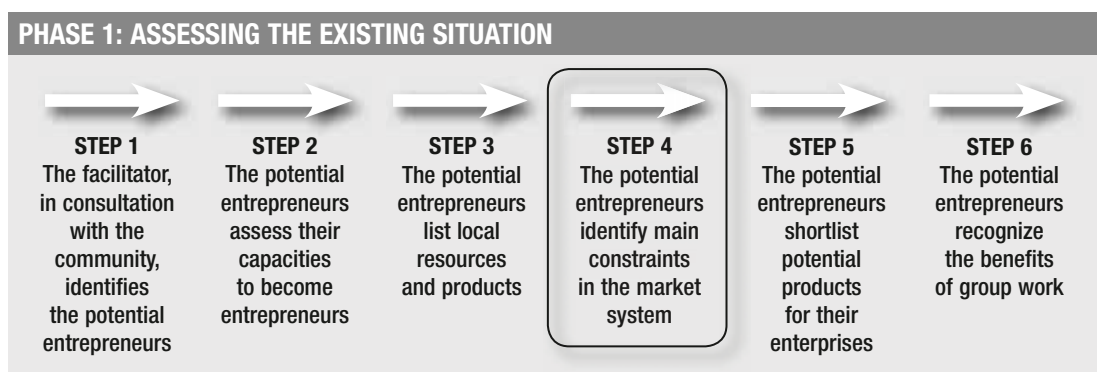 PHASE 1: ASSESSING THE EXISTING SITUATION
STEP 1
The facilitator,
in consultation
with the
community,
identifies
the potential
entrepreneurs
STEP 2
The potential
entrepreneurs
assess their
capacities
to become
entrepreneurs
STEP 3
The potential
entrepreneurs
list local
resources
and products
STEP 4
The potential
entrepreneurs
identify main
constraints
in the market
system
STEP 5
The potential
entrepreneurs
shortlist
potential
products
for their
enterprises
STEP 6
The potential
entrepreneurs
recognize
the benefits
of group work